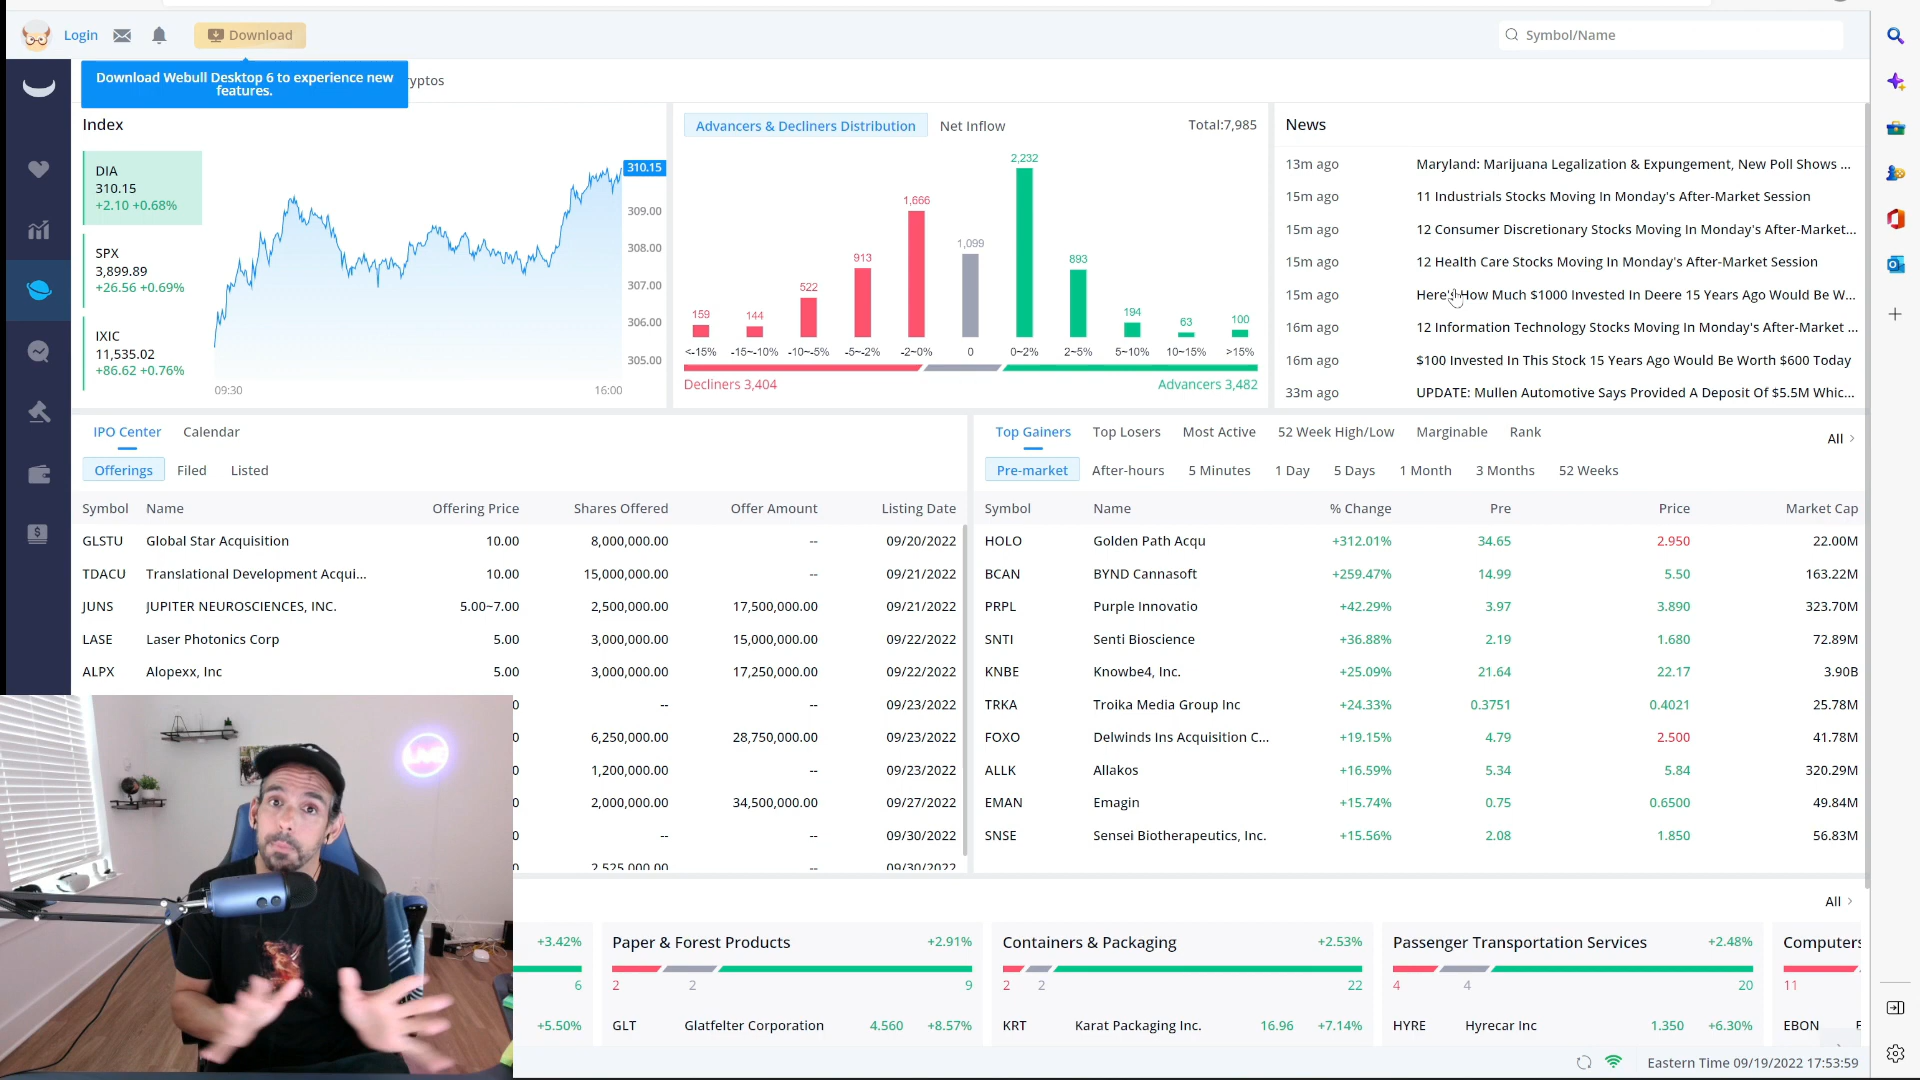 Login
Download
Symbol/Name
Download Webull Desktop 6 to experience new
features.
ryptos
Index
DIA
310.15
+2.10 +0.68%
SPX
3,899.89
+26.56 +0.69%
IXIC
11,535.02
+86.62 +0.76%
310.15
309.00
308.00
307.00
306.00
305.00
09:30 16:00
Advancers & Decliners Distribution Net Inflow Total:7,985
159 144 522 913 1,666 1,099 2,232 893 194 63 100
<-15% -15~-10% -10~-5% -5~-2% -2~0% 0 0~2% 2~5% 5~10% 10~15% >15%
Decliners 3,404 Advancers 3,482
News
13m ago Maryland: Marijuana Legalization & Expungement, New Poll Shows ...
15m ago 11 Industrials Stocks Moving In Monday's After-Market Session
15m ago 12 Consumer Discretionary Stocks Moving In Monday's After-Market...
15m ago 12 Health Care Stocks Moving In Monday's After-Market Session
15m ago Here's How Much $1000 Invested In Deere 15 Years Ago Would Be W...
16m ago 12 Information Technology Stocks Moving In Monday's After-Market ...
16m ago $100 Invested In This Stock 15 Years Ago Would Be Worth $600 Today
33m ago UPDATE: Mullen Automotive Says Provided A Deposit Of $5.5M Whic...
IPO Center Calendar
Offerings Filed Listed
Symbol Name Offering Price Shares Offered Offer Amount Listing Date
GLSTU Global Star Acquisition 10.00 8,000,000.00 -- 09/20/2022
TDACU Translational Development Acqui... 10.00 15,000,000.00 -- 09/21/2022
JUNS JUPITER NEUROSCIENCES, INC. 5.00~7.00 2,500,000.00 17,500,000.00 09/21/2022
LASE Laser Photonics Corp 5.00 3,000,000.00 15,000,000.00 09/22/2022
ALPX Alopexx, Inc 5.00 3,000,000.00 17,250,000.00 09/22/2022
0 -- -- 09/23/2022
0 6,250,000.00 28,750,000.00 09/23/2022
0 1,200,000.00 -- 09/23/2022
0 2,000,000.00 34,500,000.00 09/27/2022
0 -- -- 09/30/2022
0 2,525,000.00 -- 09/30/2022
Top Gainers Top Losers Most Active 52 Week High/Low Marginable Rank All
Pre-market After-hours 5 Minutes 1 Day 5 Days 1 Month 3 Months 52 Weeks
Symbol Name % Change Pre Price Market Cap
HOLO Golden Path Acqu +312.01% 34.65 2.950 22.00M
BCAN BYND Cannasoft +259.47% 14.99 5.50 163.22M
PRPL Purple Innovatio +42.29% 3.97 3.890 323.70M
SNTI Senti Bioscience +36.88% 2.19 1.680 72.89M
KNBE Knowbe4, Inc. +25.09% 21.64 22.17 3.90B
TRKA Troika Media Group Inc +24.33% 0.3751 0.4021 25.78M
FOXO Delwinds Ins Acquisition C... +19.15% 4.79 2.500 41.78M
ALLK Allakos +16.59% 5.34 5.84 320.29M
EMAN Emagin +15.74% 0.75 0.6500 49.84M
SNSE Sensei Biotherapeutics, Inc. +15.56% 2.08 1.850 56.83M
LIVE
All
+3.42%
6
+5.50%
Paper & Forest Products +2.91%
2 2 9
GLT Glatfelter Corporation 4.560 +8.57%
Containers & Packaging +2.53%
2 2 22
KRT Karat Packaging Inc. 16.96 +7.14%
Passenger Transportation Services +2.48%
4 4 20
HYRE Hyrecar Inc 1.350 +6.30%
Computers
11
EBON E
Eastern Time 09/19/2022 17:53:59